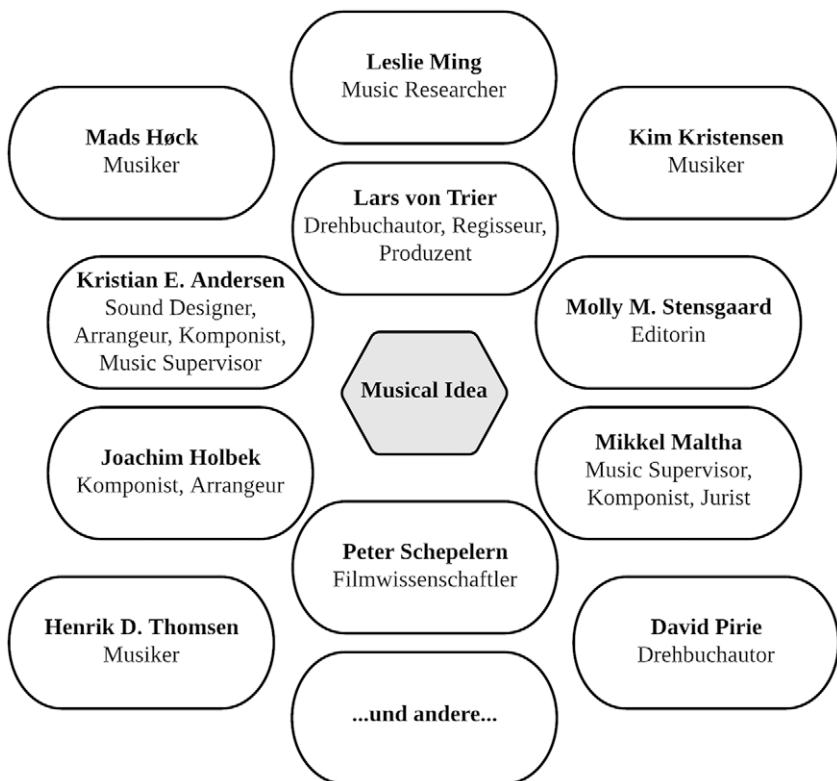 Leslie Ming
Music Researcher
Mads Høck
Musiker
Kim Kristensen
Musiker
Lars von Trier
Drehbuchautor, Regisseur,
Produzent
Kristian E. Andersen
Sound Designer,
Arrangeur, Komponist,
Music Supervisor
Molly M. Stensgaard
Editorin
Musical Idea
Joachim Holbek
Komponist, Arrangeur
Mikkel Maltha
Music Supervisor,
Komponist, Jurist
Peter Schepelern
Filmwissenschaftler
Henrik D. Thomsen
Musiker
David Pirie
Drehbuchautor
...und andere...